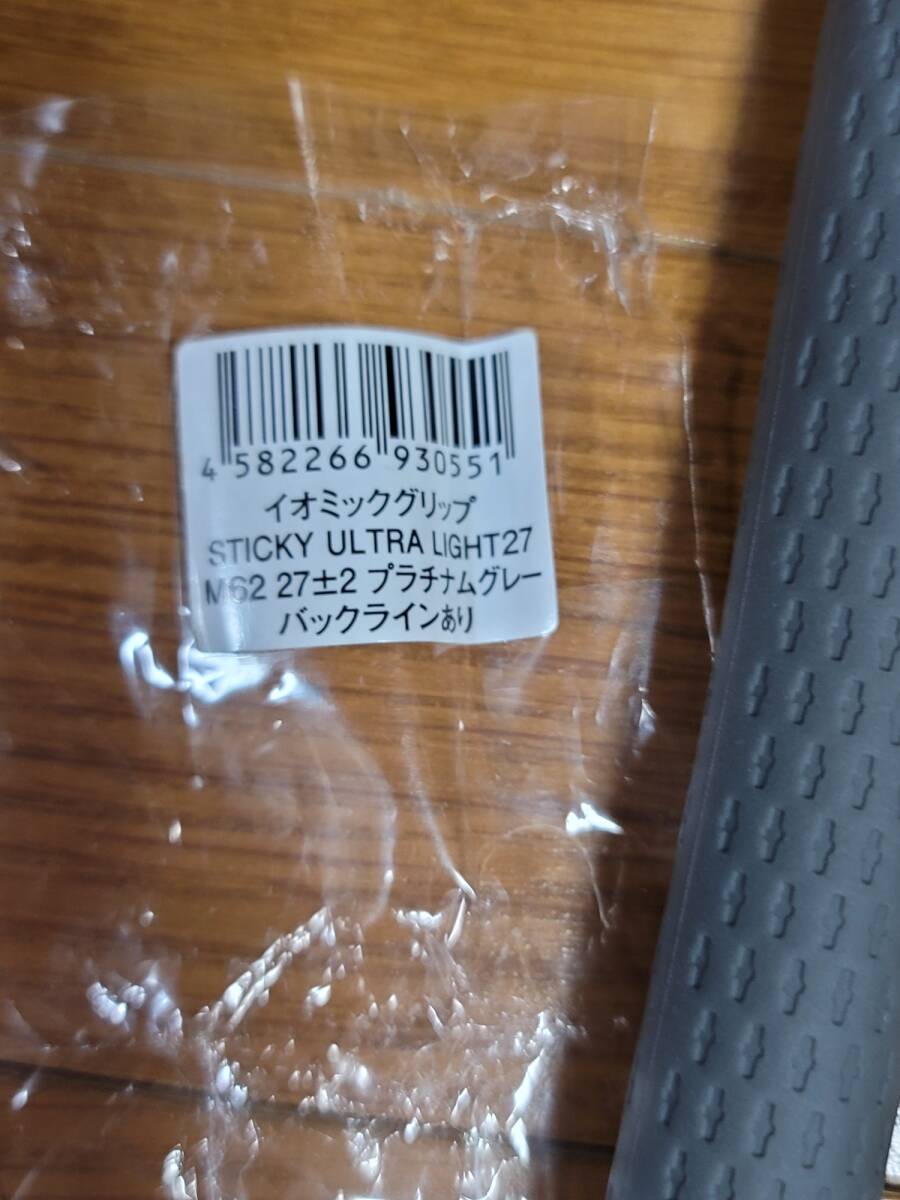 4 582266 930551
イオミックグリップ
STICKY ULTRA LIGHT27
M62 27±2 プラチナムグレー
バックラインあり